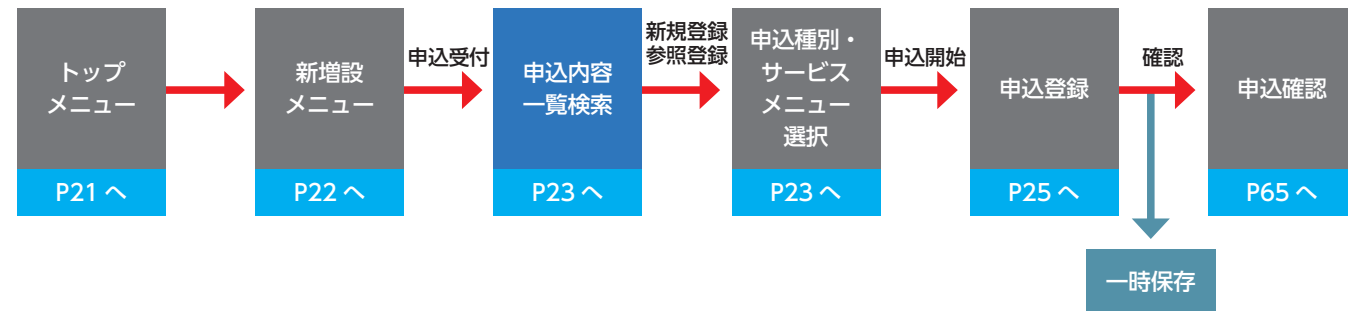 トップ
メニュー
P21 へ
新増設
メニュー
P22 へ
申込受付
申込内容
一覧検索
P23 へ
新規登録
参照登録
申込種別・
サービス
メニュー
選択
P23 へ
申込開始
申込登録
P25 へ
確認
一時保存
申込確認
P65 へ